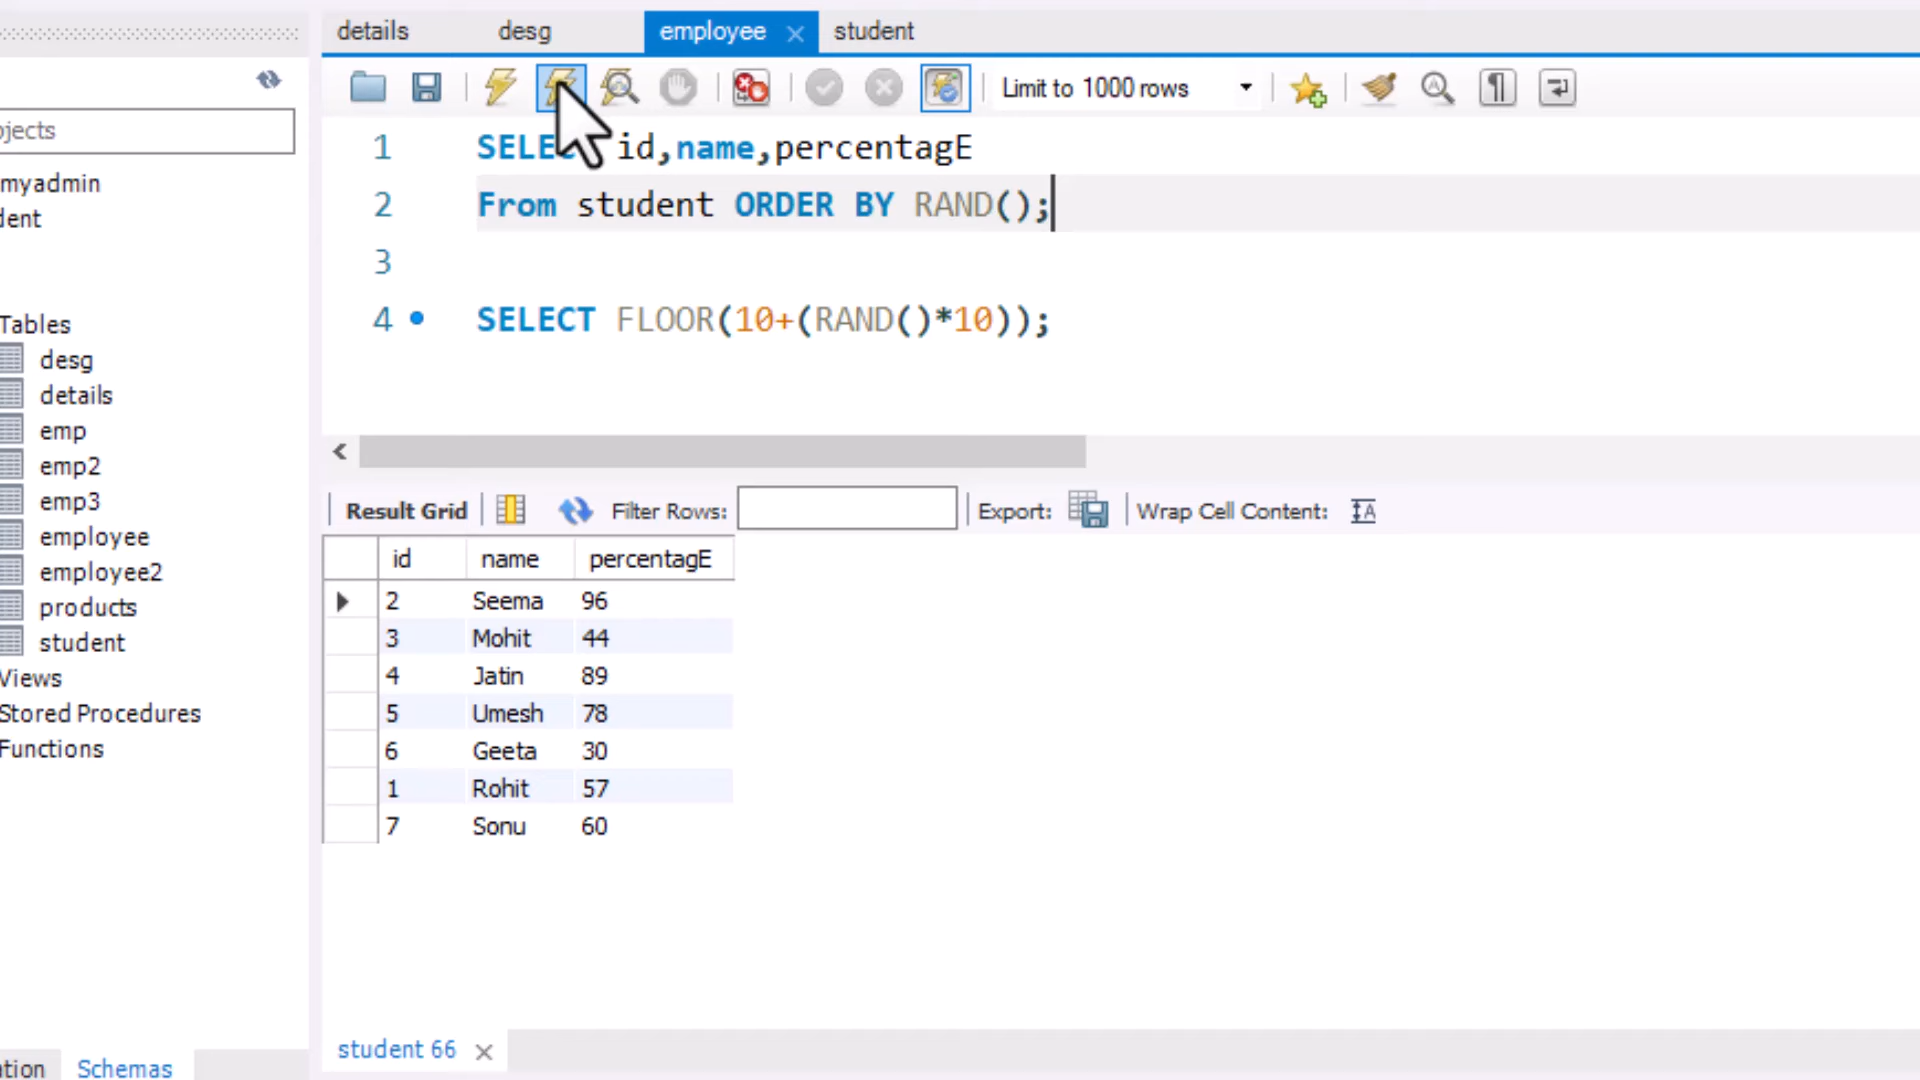 details desg employee student
Limit to 1000 rows
jects
1 SELECT id,name,percentagE
myadmin
2 From student ORDER BY RAND();
dent
3
4 SELECT FLOOR(10+(RAND()*10));
Tables
desg
details
emp
emp2
emp3
employee
employee2
products
student
Views
Stored Procedures
Functions
Result Grid Filter Rows: Export: Wrap Cell Content:
id name percentagE
2 Seema 96
3 Mohit 44
4 Jatin 89
5 Umesh 78
6 Geeta 30
1 Rohit 57
7 Sonu 60
student 66
tion Schemas